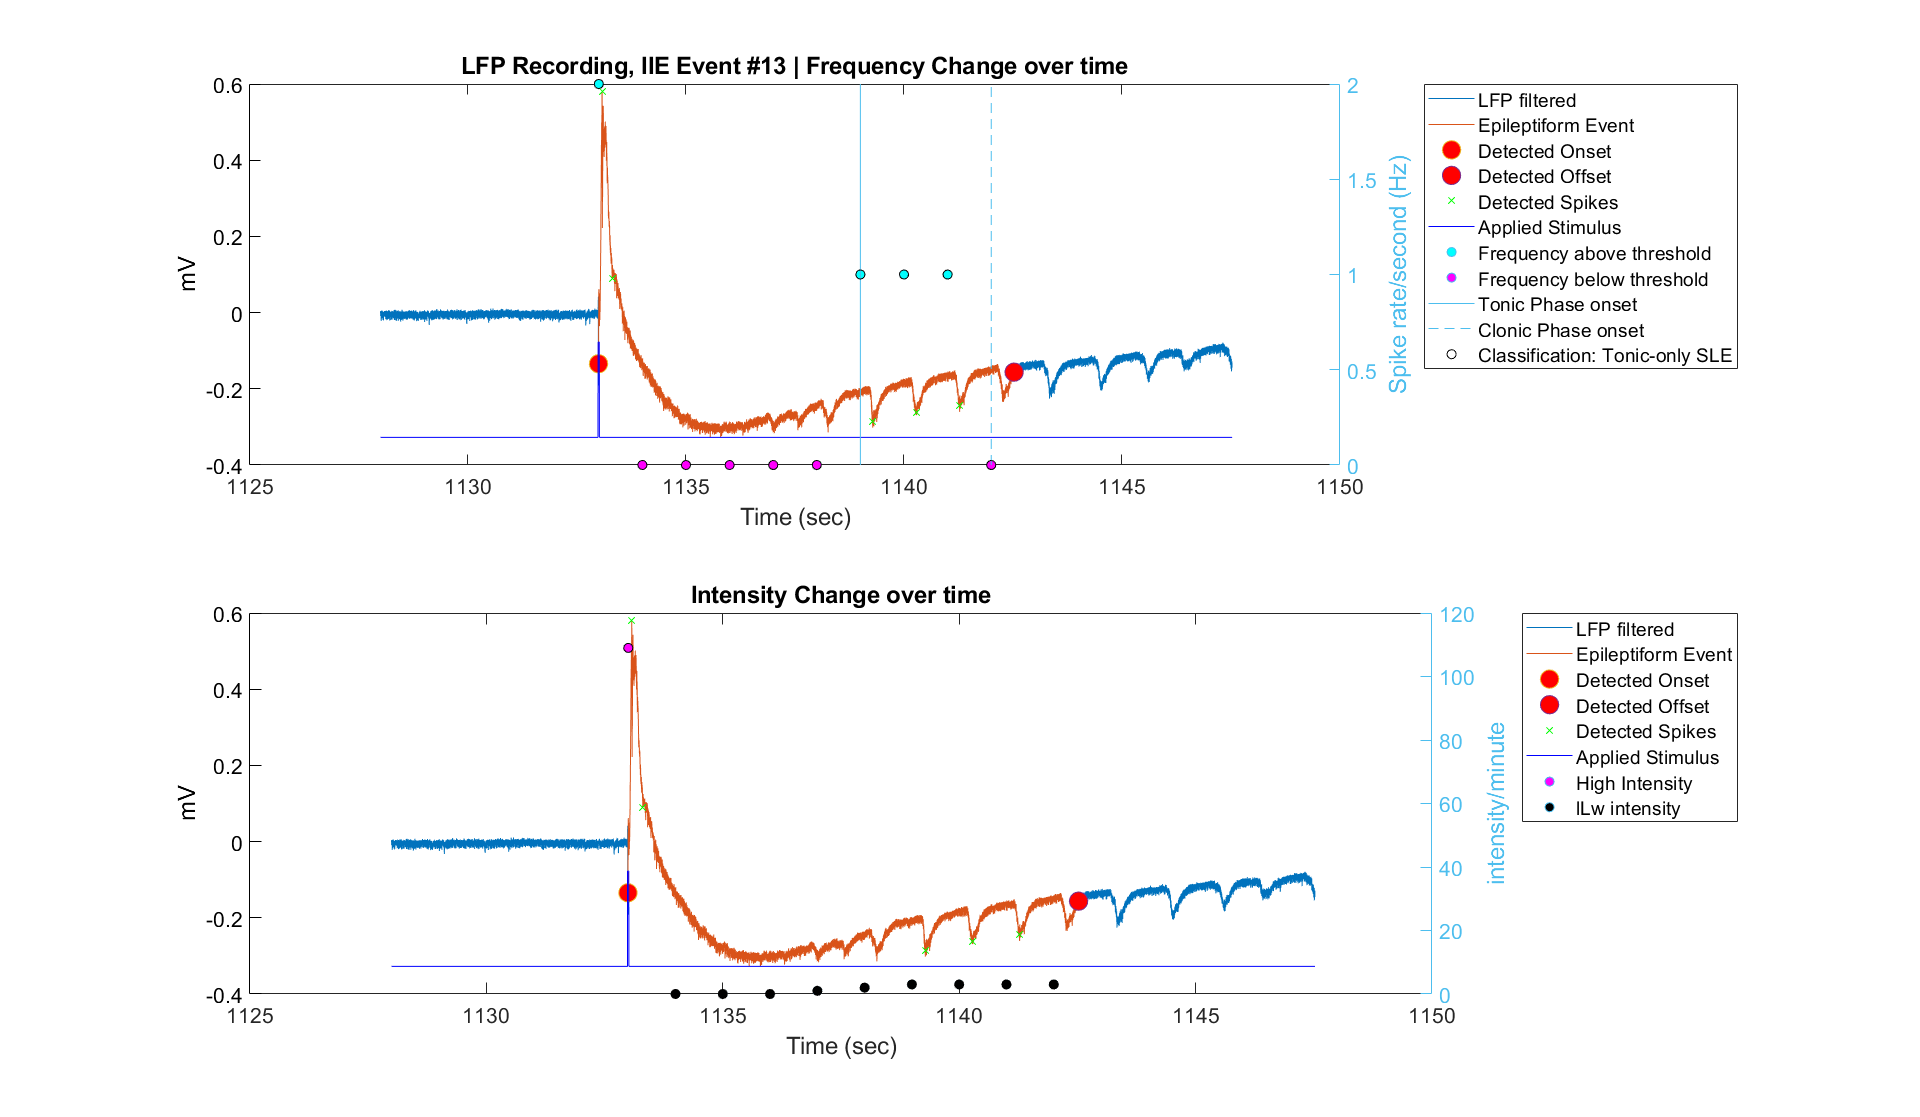 LFP Recording, IIE Event #13 | Frequency Change over time
0.6
0.4
0.2
0
-0.2
-0.4
mV
1125
1130
1135
1140
1145
1150
Time (sec)
2
1.5
1
0.5
0
Spike rate/second (Hz)
LFP filtered
Epileptiform Event
Detected Onset
Detected Offset
Detected Spikes
Applied Stimulus
Frequency above threshold
Frequency below threshold
Tonic Phase onset
Clonic Phase onset
Classification: Tonic-only SLE
Intensity Change over time
0.6
0.4
0.2
0
-0.2
-0.4
mV
1125
1130
1135
1140
1145
1150
Time (sec)
120
100
80
60
40
20
0
intensity/minute
LFP filtered
Epileptiform Event
Detected Onset
Detected Offset
Detected Spikes
Applied Stimulus
High Intensity
lLw intensity